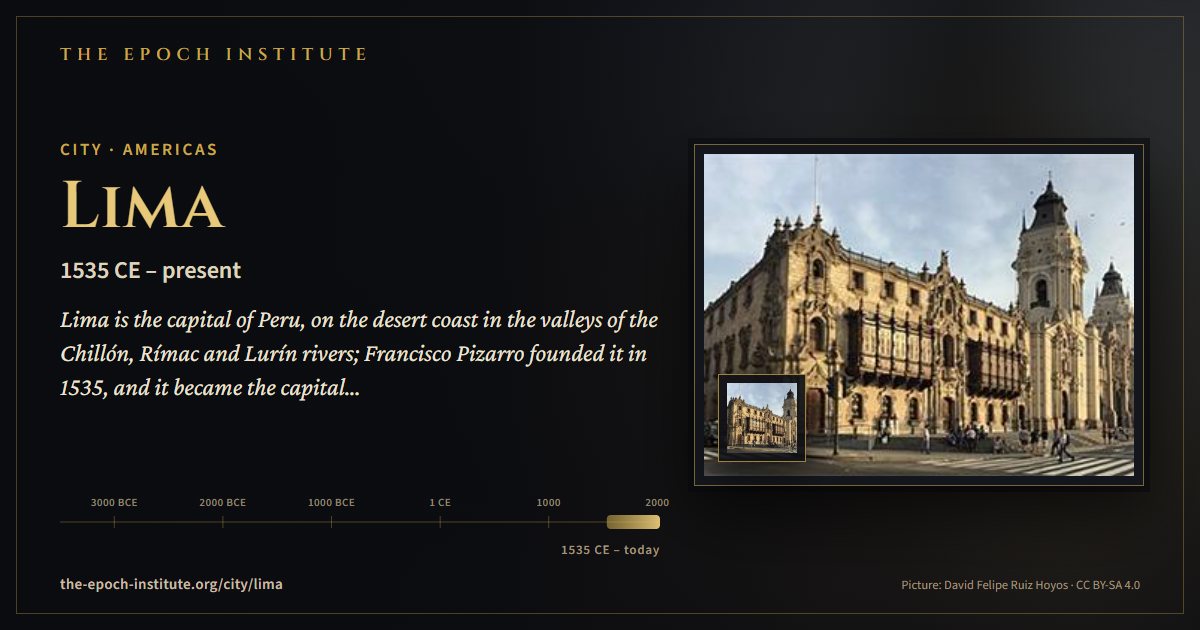 THE EPOCH INSTITUTE
CITY · AMERICAS
LIMA
1535 CE – present
Lima is the capital of Peru, on the desert coast in the valleys of the
Chillón, Rímac and Lurín rivers; Francisco Pizarro founded it in
1535, and it became the capital...
3000 BCE 2000 BCE 1000 BCE 1 CE 1000 2000
1535 CE – today
the-epoch-institute.org/city/lima
Picture: David Felipe Ruiz Hoyos · CC BY-SA 4.0